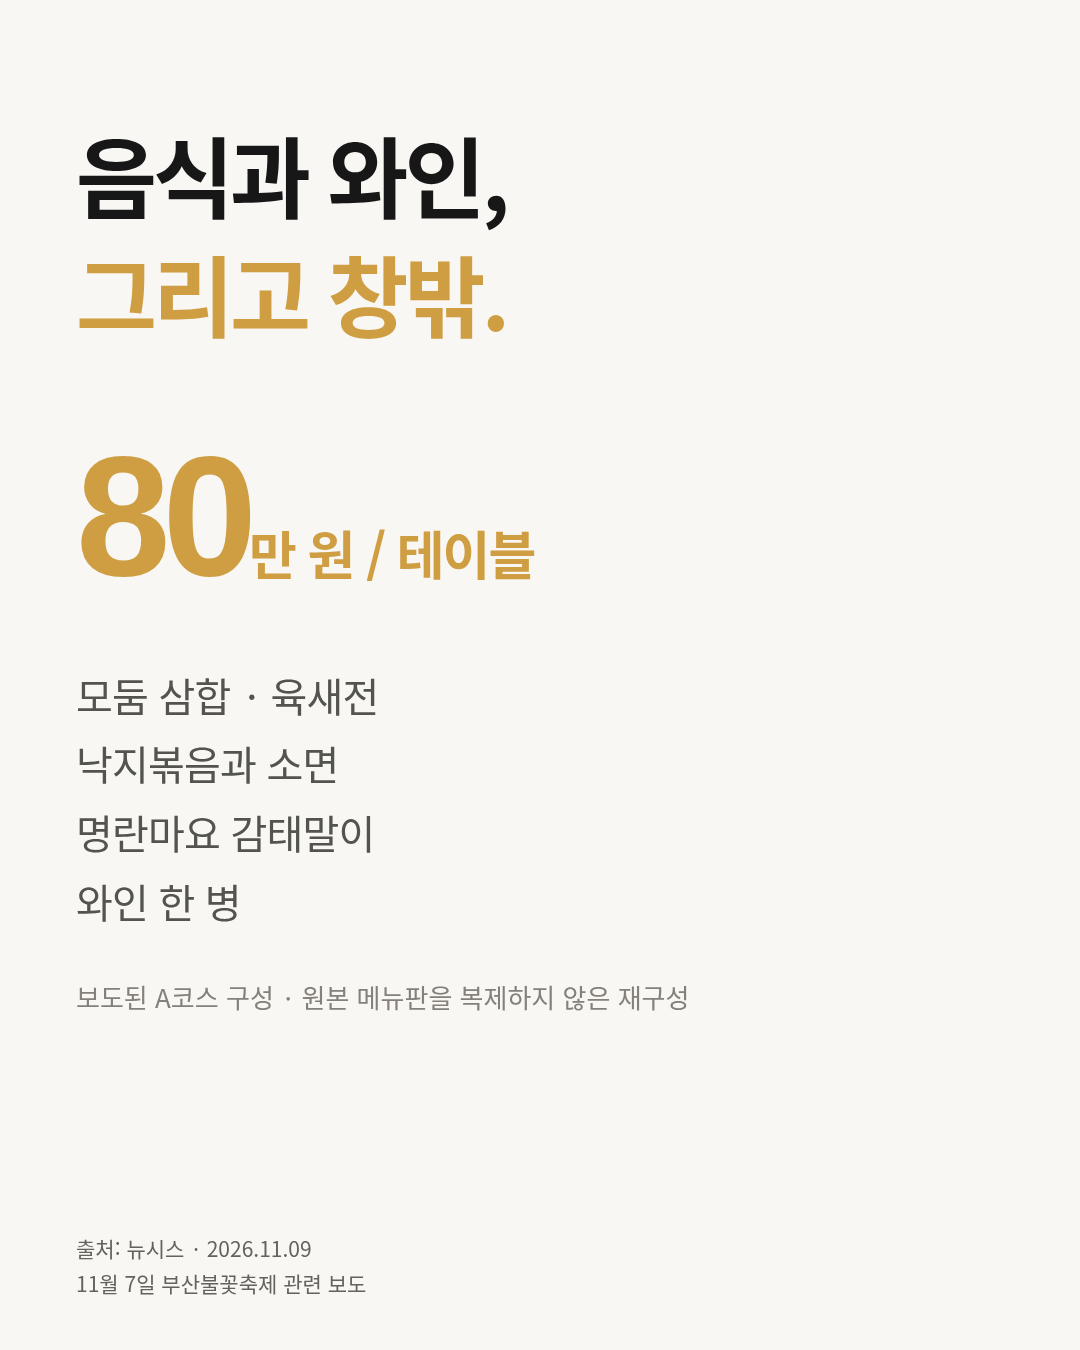 음식과 와인,
그리고 창밖.
80만 원 / 테이블
모둠 삼합 · 육새전
낙지볶음과 소면
명란마요 감태말이
와인 한 병
보도된 A코스 구성 · 원본 메뉴판을 복제하지 않은 재구성
출처: 뉴시스 · 2026.11.09
11월 7일 부산불꽃축제 관련 보도